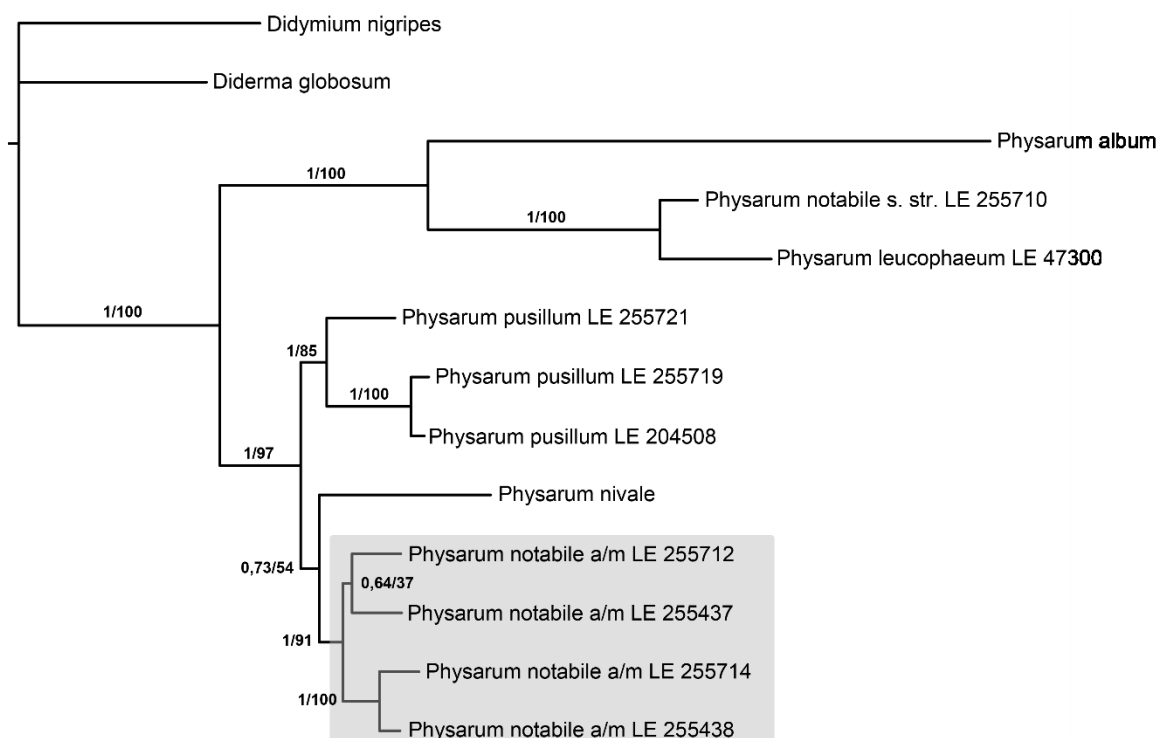 Didymium nigripes
Diderma globosum
Physarum album
1/100
Physarum notabile s. str. LE 255710
1/100
Physarum leucophaeum LE 47300
1/100
Physarum pusillum LE 255721
1/85
Physarum pusillum LE 255719
1/100
Physarum pusillum LE 204508
1/97
Physarum nivale
Physarum notabile a/m LE 255712
0,73/54
0,64/37
Physarum notabile a/m LE 255437
1/91
Physarum notabile a/m LE 255714
1/100
Physarum notabile a/m LE 255438